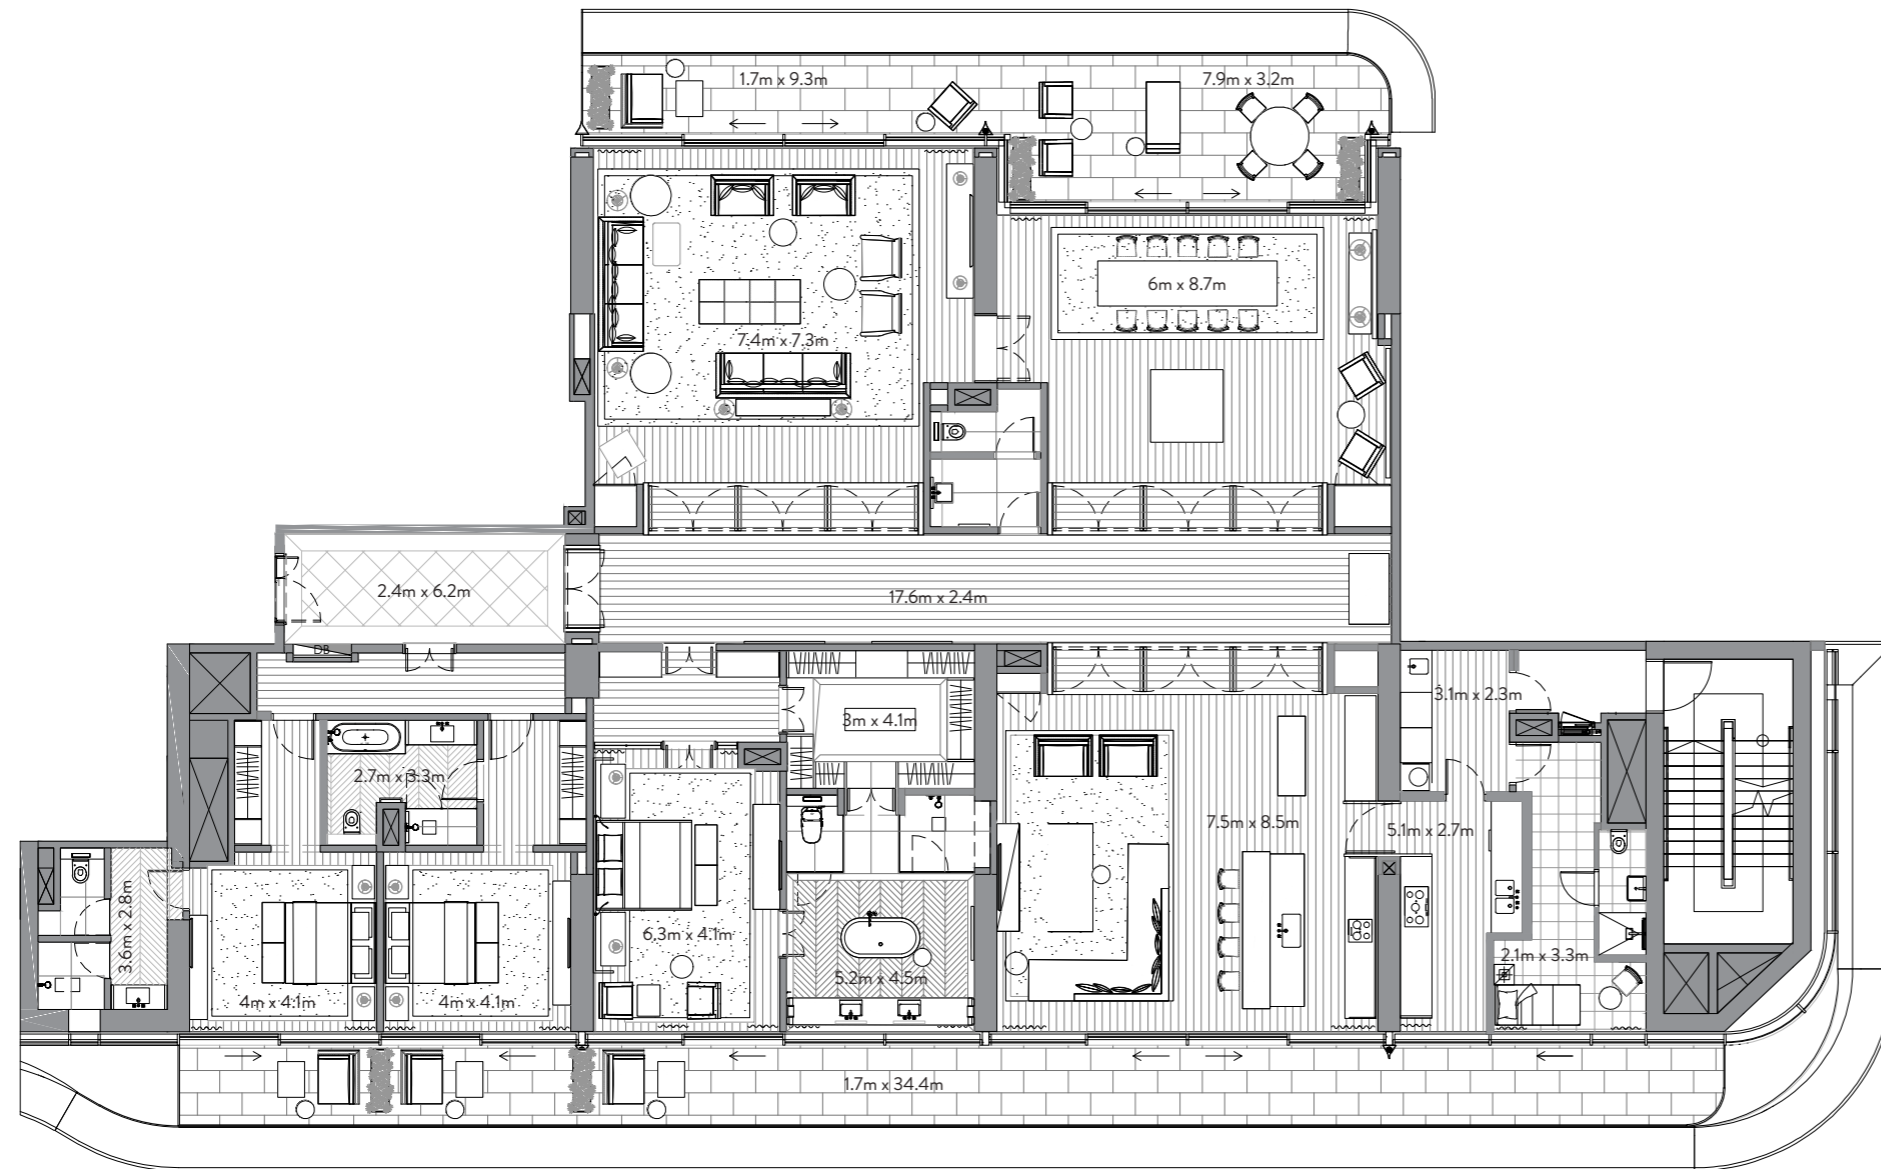 1.7m x 9.3m
7.9m x 3.2m
6m x 8.7m
7.4m x 7.3m
2.4m x 6.2m
17.6m x 2.4m
DB
3.1m x 2.3m
3m x 4.1m
2.7m x 3.3m
7.5m x 8.5m
5.1m x 2.7m
3.6m x 2.8m
6.3m x 4.1m
2.1m x 3.3m
5.2m x 4.5m
4m x 4.1m
4m x 4.1m
1.7m x 34.4m